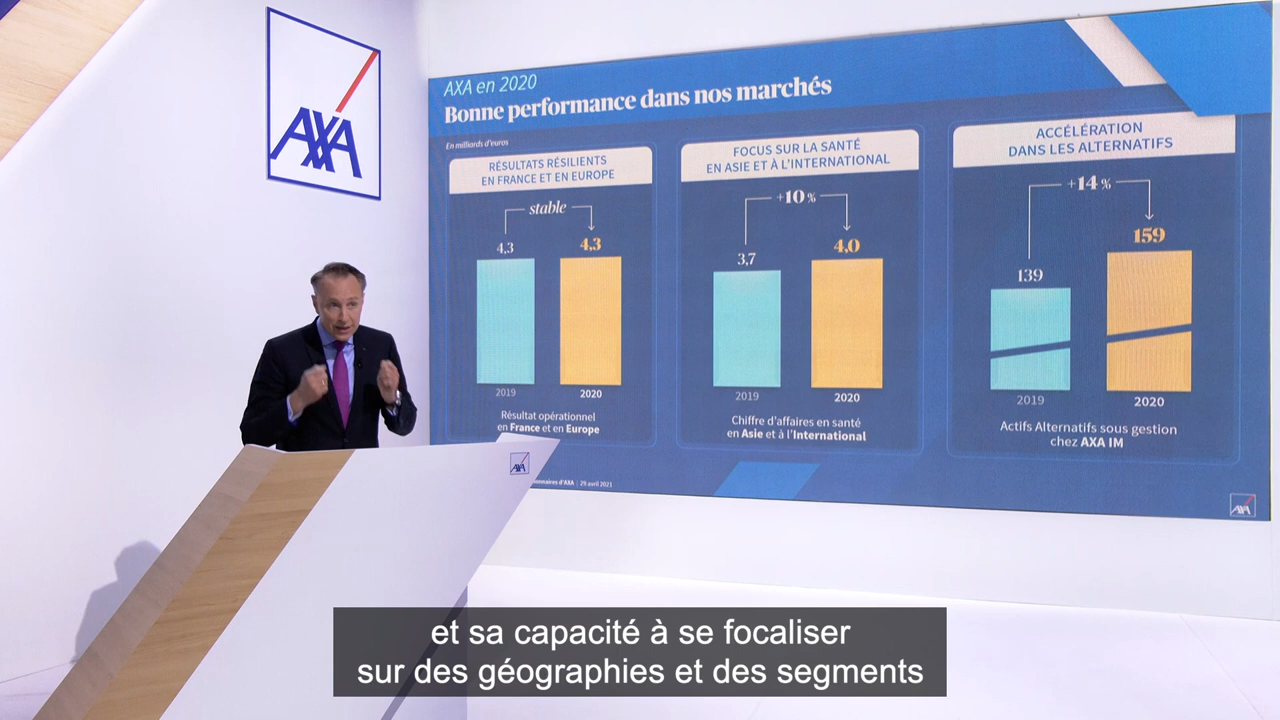 AXA
AXA en 2020
Bonne performance dans nos marchés
En milliards d'euros
RÉSULTATS RÉSILIENTS
EN FRANCE ET EN EUROPE
stable
4,3
4,3
2019
2020
Résultat opérationnel
en France et en Europe
FOCUS SUR LA SANTÉ
EN ASIE ET À L'INTERNATIONAL
+10 %
3,7
4,0
2019
2020
Chiffre d'affaires en santé
en Asie et à l'International
ACCÉLÉRATION
DANS LES ALTERNATIFS
+14 %
139
159
2019
2020
Actifs Alternatifs sous gestion
chez AXA IM
d'AXA | 29 avril 2021
AXA
AXA
et sa capacité à se focaliser
sur des géographies et des segments